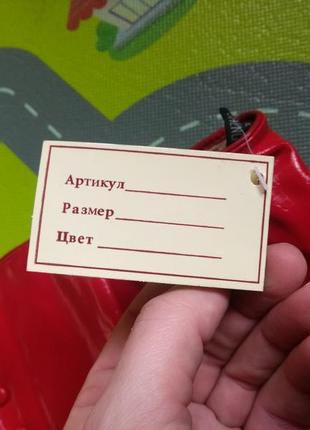 Артикул
Размер
Цвет